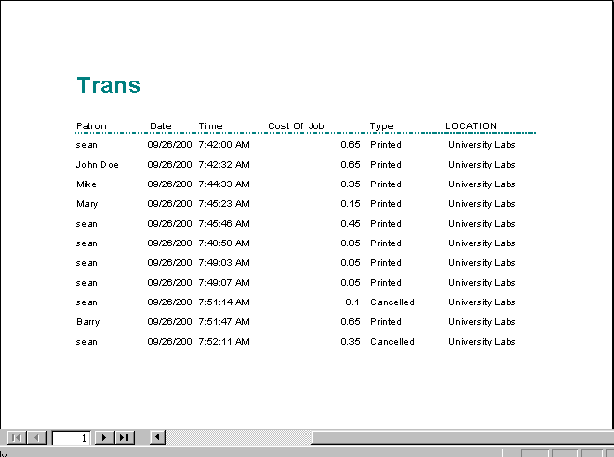 Trans
Patron Date Time Cost Of Job Type LOCATION
sean 09/26/200 7:42:00 AM 0.65 Printed University Labs
John Doe 09/26/200 7:42:32 AM 0.65 Printed University Labs
Mike 09/26/200 7:44:33 AM 0.35 Printed University Labs
Mary 09/26/200 7:45:23 AM 0.15 Printed University Labs
sean 09/26/200 7:45:46 AM 0.45 Printed University Labs
sean 09/26/200 7:40:50 AM 0.05 Printed University Labs
sean 09/26/200 7:49:03 AM 0.05 Printed University Labs
sean 09/26/200 7:49:07 AM 0.05 Printed University Labs
sean 09/26/200 7:51:14 AM 0.1 Cancelled University Labs
Barry 09/26/200 7:51:47 AM 0.65 Printed University Labs
sean 09/26/200 7:52:11 AM 0.35 Cancelled University Labs
1